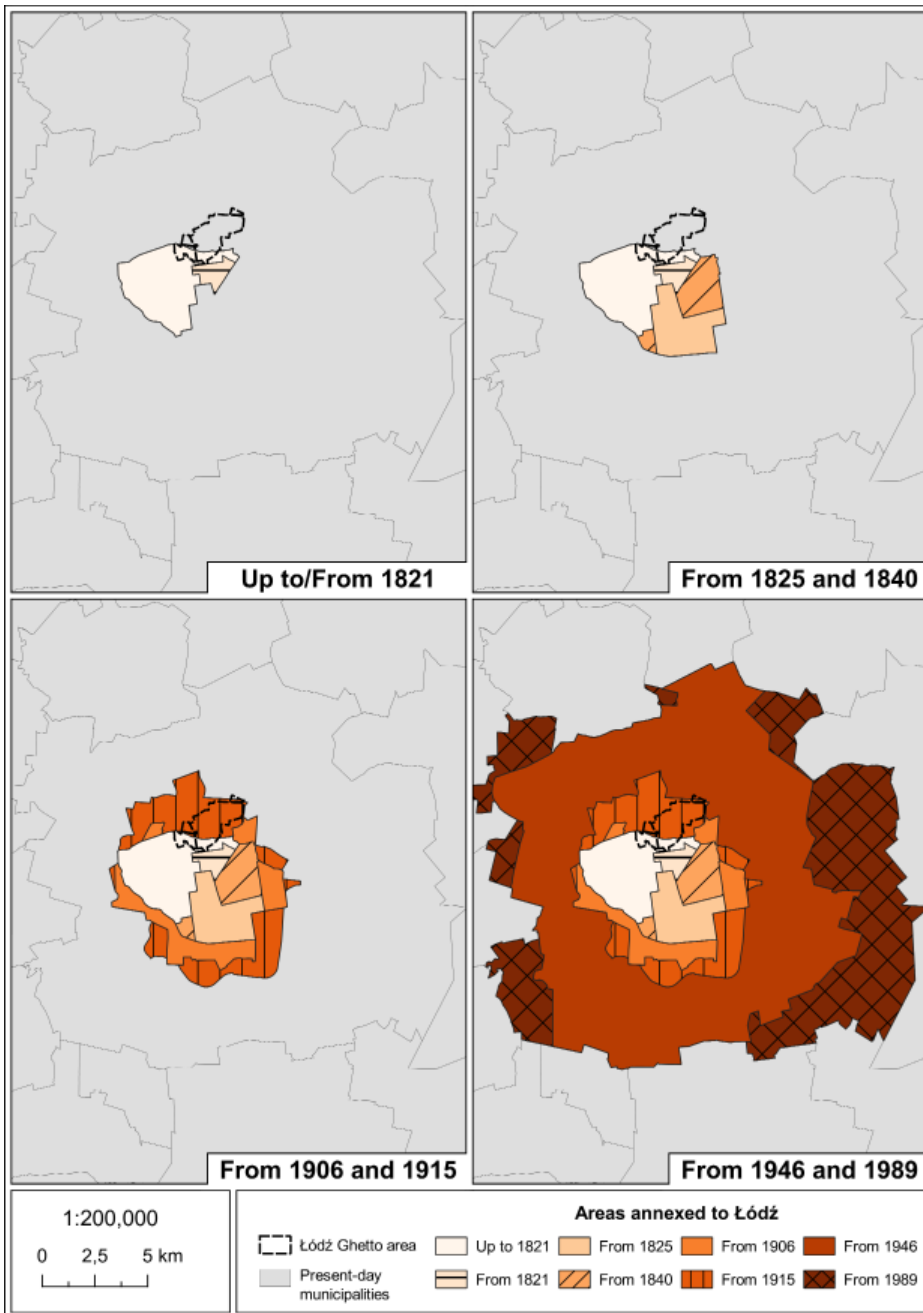 Up to/From 1821
From 1825 and 1840
From 1906 and 1915
From 1946 and 1989
1:200,000
0 2,5 5 km
Areas annexed to Łódź
Łódź Ghetto area
Present-day
municipalities
Up to 1821
From 1821
From 1825
From 1840
From 1906
From 1915
From 1946
From 1989